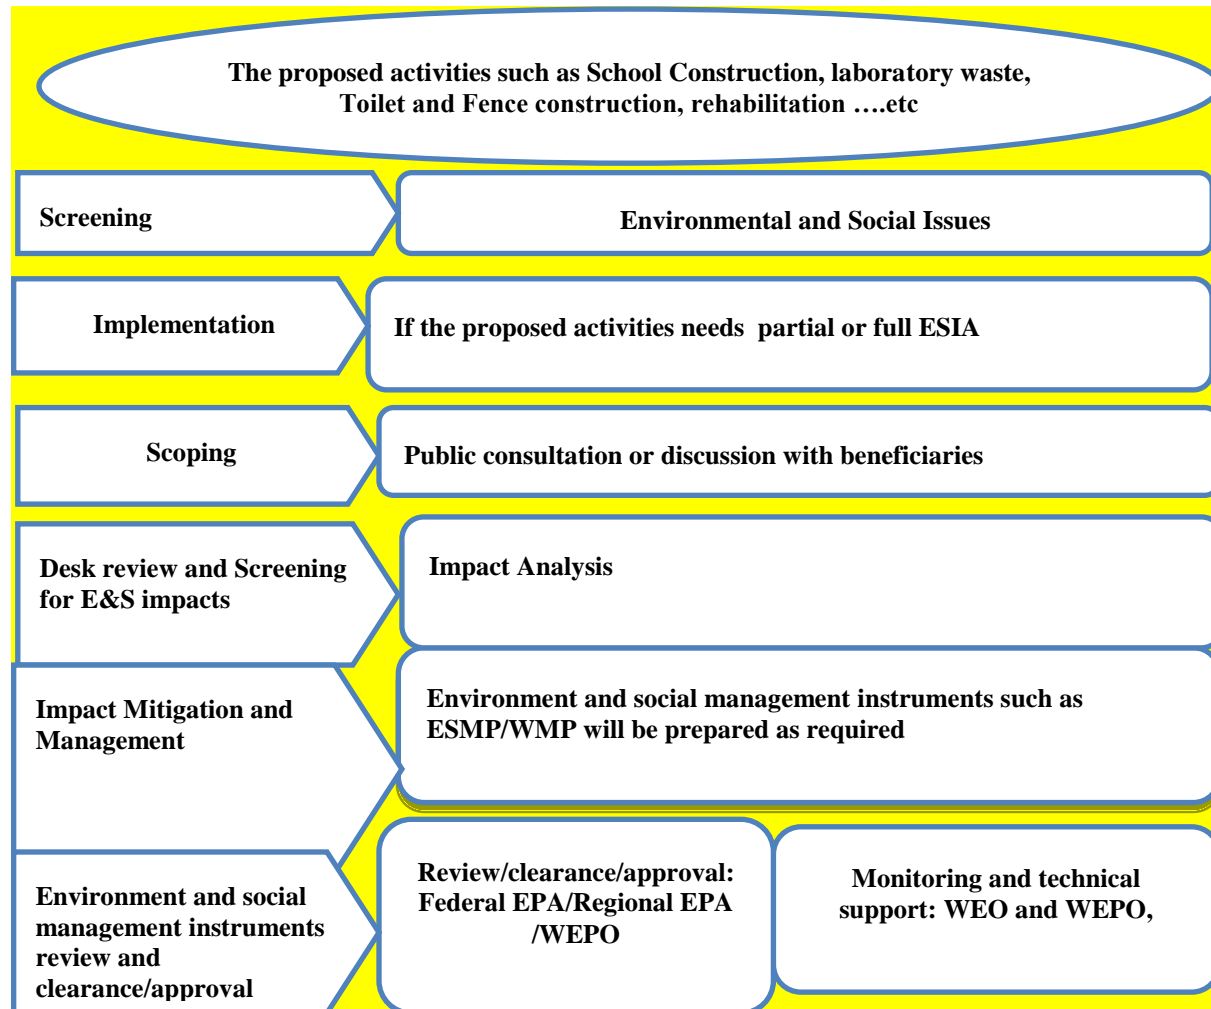 The proposed activities such as School Construction, laboratory waste,
Toilet and Fence construction, rehabilitation ….etc
Screening
Environmental and Social Issues
Implementation
If the proposed activities needs partial or full ESIA
Scoping
Public consultation or discussion with beneficiaries
Desk review and Screening
for E&S impacts
Impact Analysis
Impact Mitigation and
Management
Environment and social management instruments such as
ESMP/WMP will be prepared as required
Environment and social
management instruments
review and
clearance/approval
Review/clearance/approval:
Federal EPA/Regional EPA
/WEPO
Monitoring and technical
support: WEO and WEPO,